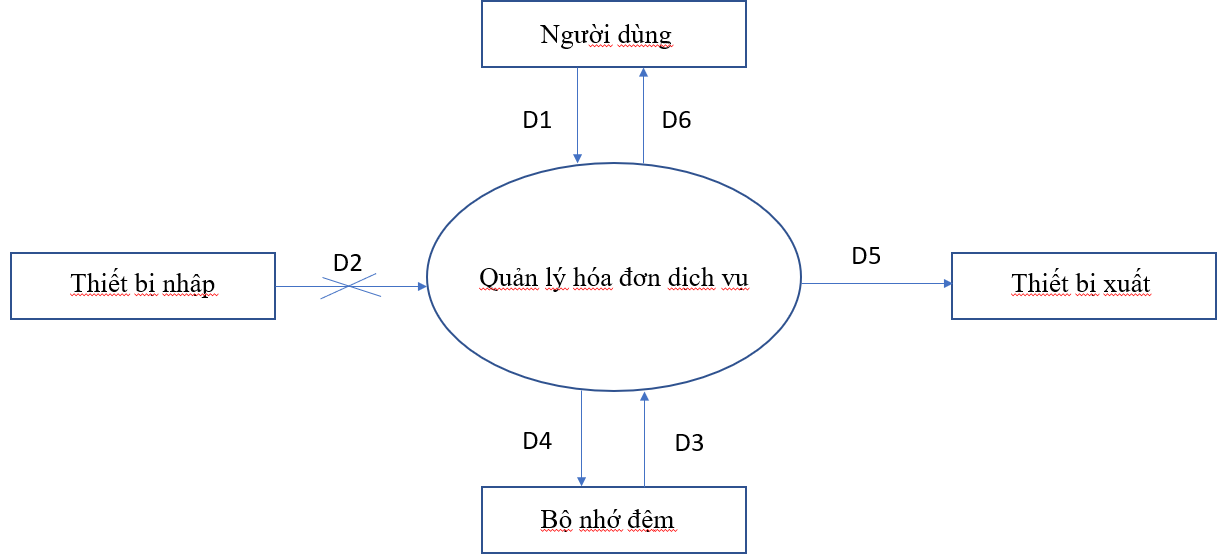 Người dùng
D1
D6
Thiết bị nhập
D2
Quản lý hóa đơn dịch vụ
D5
Thiết bị xuất
D4
D3
Bộ nhớ đệm